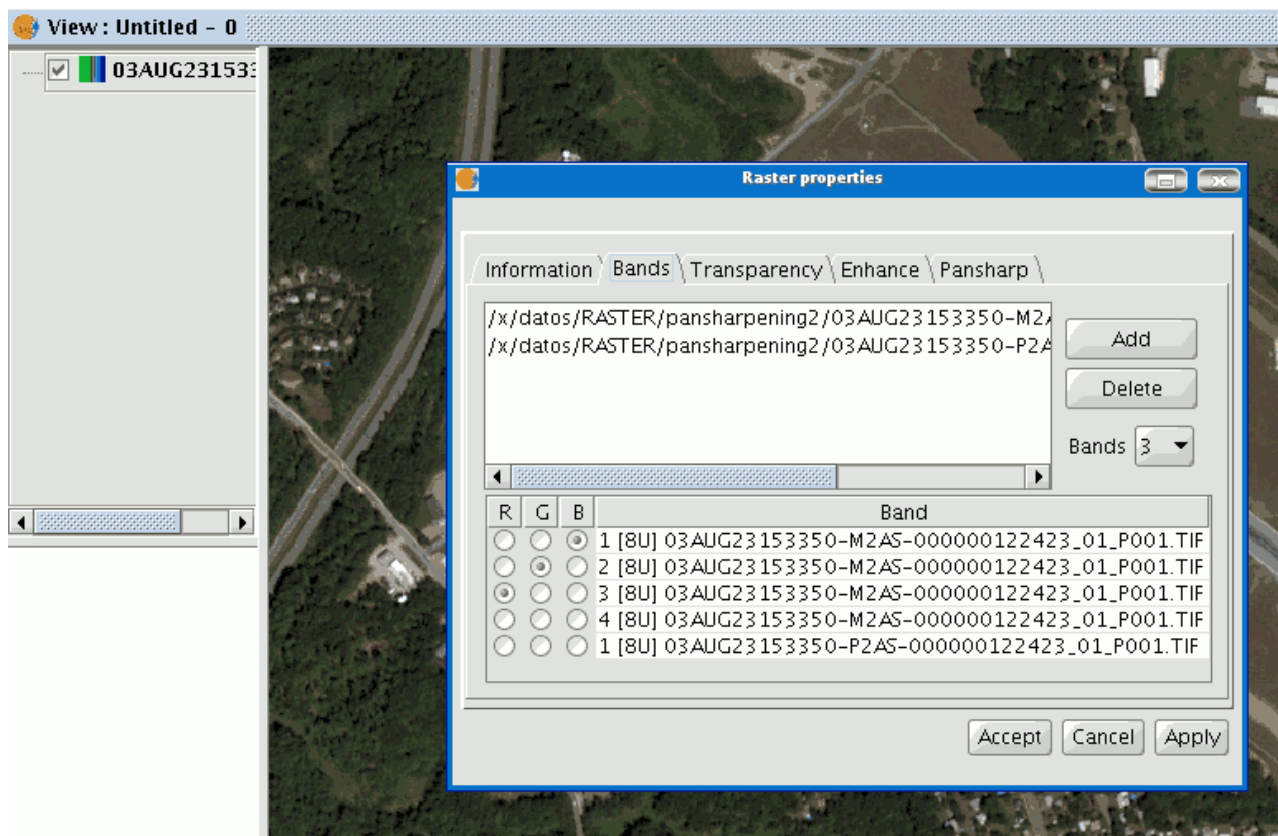 View : Untitled - 0
03AUG231533
Raster properties
Information Bands Transparency Enhance Pansharp
/x/datos/RASTER/pansharpening2/03AUG23153350-M2A
/x/datos/RASTER/pansharpening2/03AUG23153350-P2A
Add
Delete
Bands 3
R G B Band
1 [8U] 03AUG23153350-M2AS-000000122423_01_P001.TIF
2 [8U] 03AUG23153350-M2AS-000000122423_01_P001.TIF
3 [8U] 03AUG23153350-M2AS-000000122423_01_P001.TIF
4 [8U] 03AUG23153350-M2AS-000000122423_01_P001.TIF
1 [8U] 03AUG23153350-P2AS-000000122423_01_P001.TIF
Accept Cancel Apply